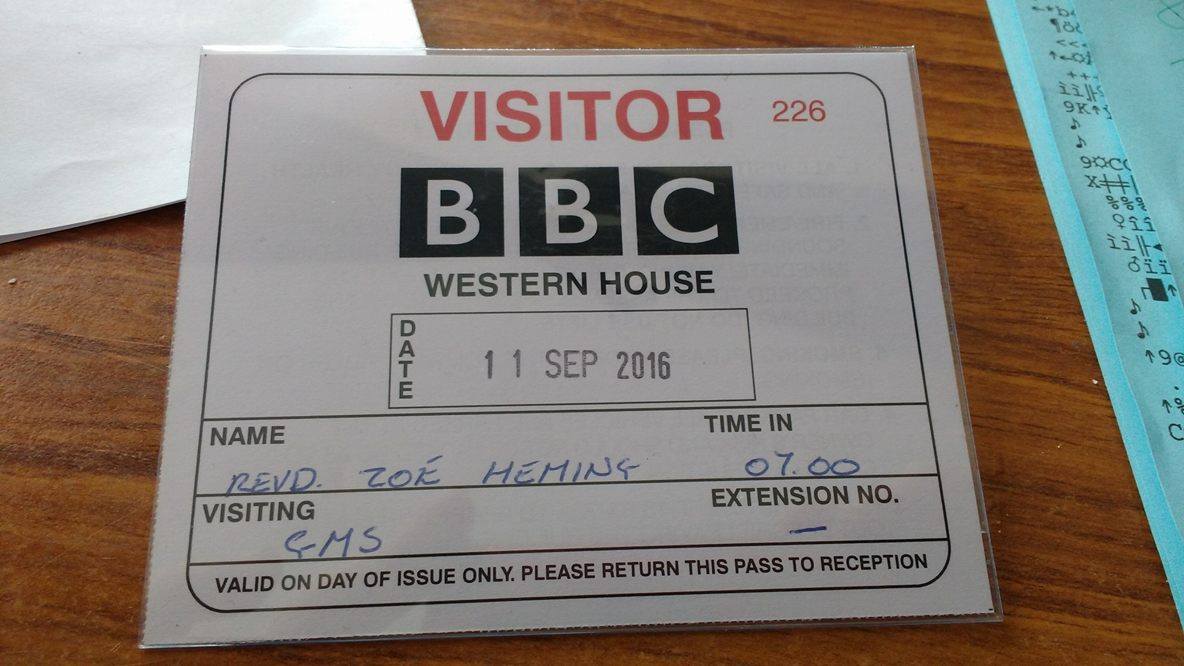 VISITOR 226
BBC
WESTERN HOUSE
DATE
11 SEP 2016
NAME
TIME IN
REVD. ZOÉ HEMING
07.00
VISITING
EXTENSION NO.
GMS
—
VALID ON DAY OF ISSUE ONLY. PLEASE RETURN THIS PASS TO RECEPTION